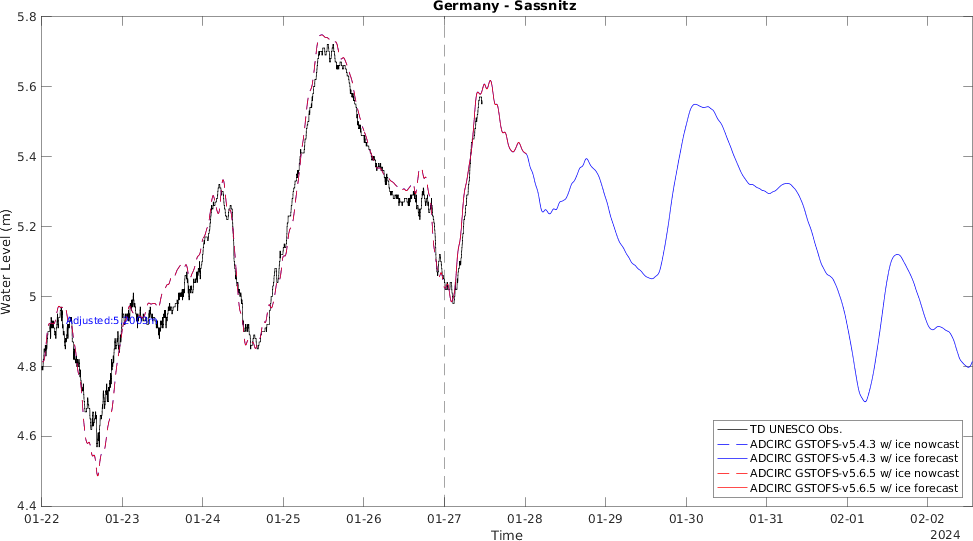 Germany - Sassnitz
5.8
5.6
5.4
5.2
5
4.8
4.6
4.4
Water Level (m)
Adjusted:5
01-22 01-23 01-24 01-25 01-26 01-27 01-28 01-29 01-30 01-31 02-01 02-02
2024
Time
TD UNESCO Obs.
ADCIRC GSTOFS-v5.4.3 w/ ice nowcast
ADCIRC GSTOFS-v5.4.3 w/ ice forecast
ADCIRC GSTOFS-v5.6.5 w/ ice nowcast
ADCIRC GSTOFS-v5.6.5 w/ ice forecast